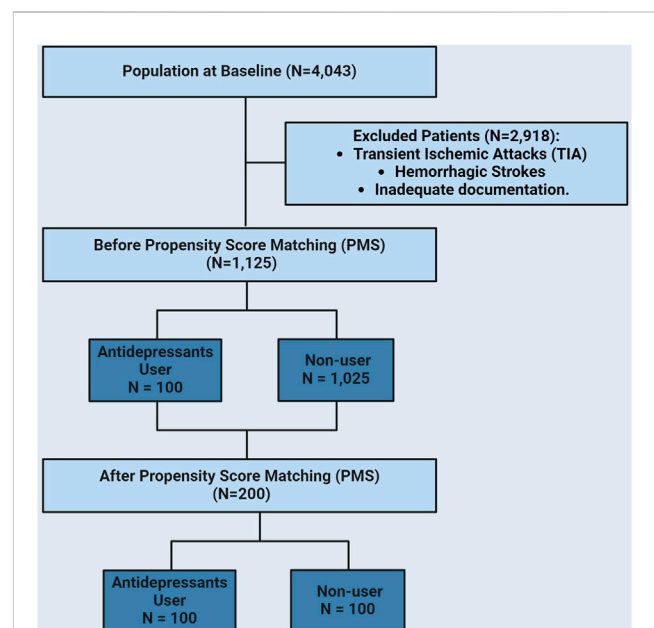 Population at Baseline (N=4,043)
Excluded Patients (N=2,918):
• Transient Ischemic Attacks (TIA)
• Hemorrhagic Strokes
• Inadequate documentation.
Before Propensity Score Matching (PMS)
(N=1,125)
Antidepressants
User
N = 100
Non-user
N = 1,025
After Propensity Score Matching (PMS)
(N=200)
Antidepressants
User
N = 100
Non-user
N = 100